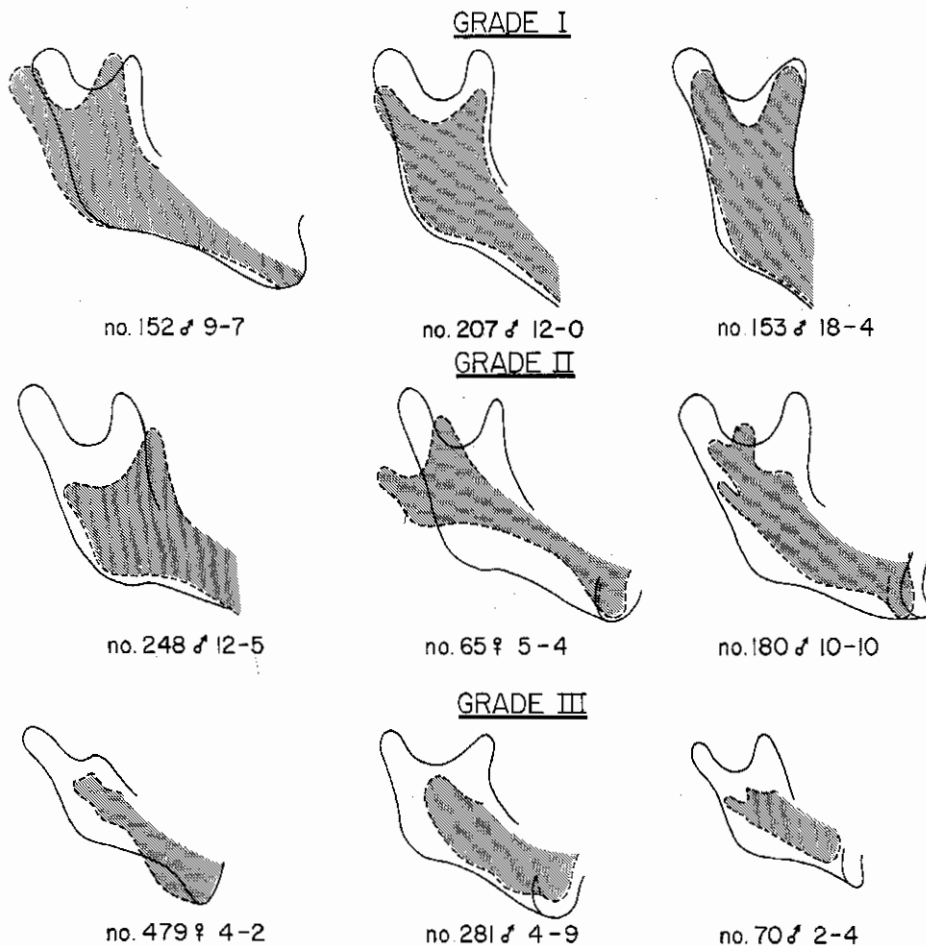 GRADE I
no. 152 ♂ 9-7
no. 207 ♂ 12-0
no. 153 ♂ 18-4
GRADE II
no. 248 ♂ 12-5
no. 65 ♀ 5-4
no. 180 ♂ 10-10
GRADE III
no. 479 ♀ 4-2
no. 281 ♂ 4-9
no. 70 ♂ 2-4